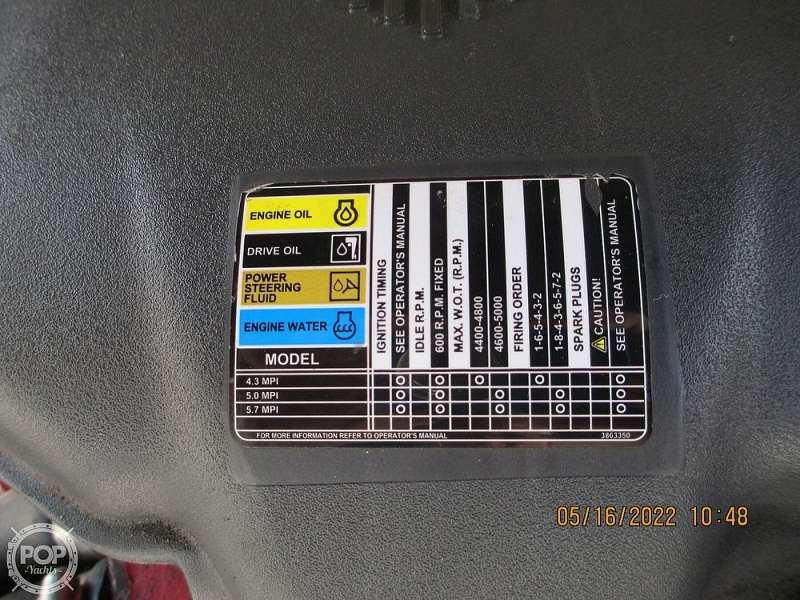 ENGINE OIL
DRIVE OIL
POWER
STEERING
FLUID
ENGINE WATER
MODEL
IGNITION TIMING
SEE OPERATOR'S MANUAL
IDLE R.P.M.
600 R.P.M. FIXED
MAX. W.O.T. (R.P.M.)
4400-4800
4600-5000
FIRING ORDER
1-6-5-4-3-2
1-8-4-3-6-5-7-2
SPARK PLUGS
CAUTION!
SEE OPERATOR'S MANUAL
4.3 MPI
5.0 MPI
5.7 MPI
FOR MORE INFORMATION REFER TO OPERATOR'S MANUAL
3863350
05/16/2022 10:48
POP
Yachts